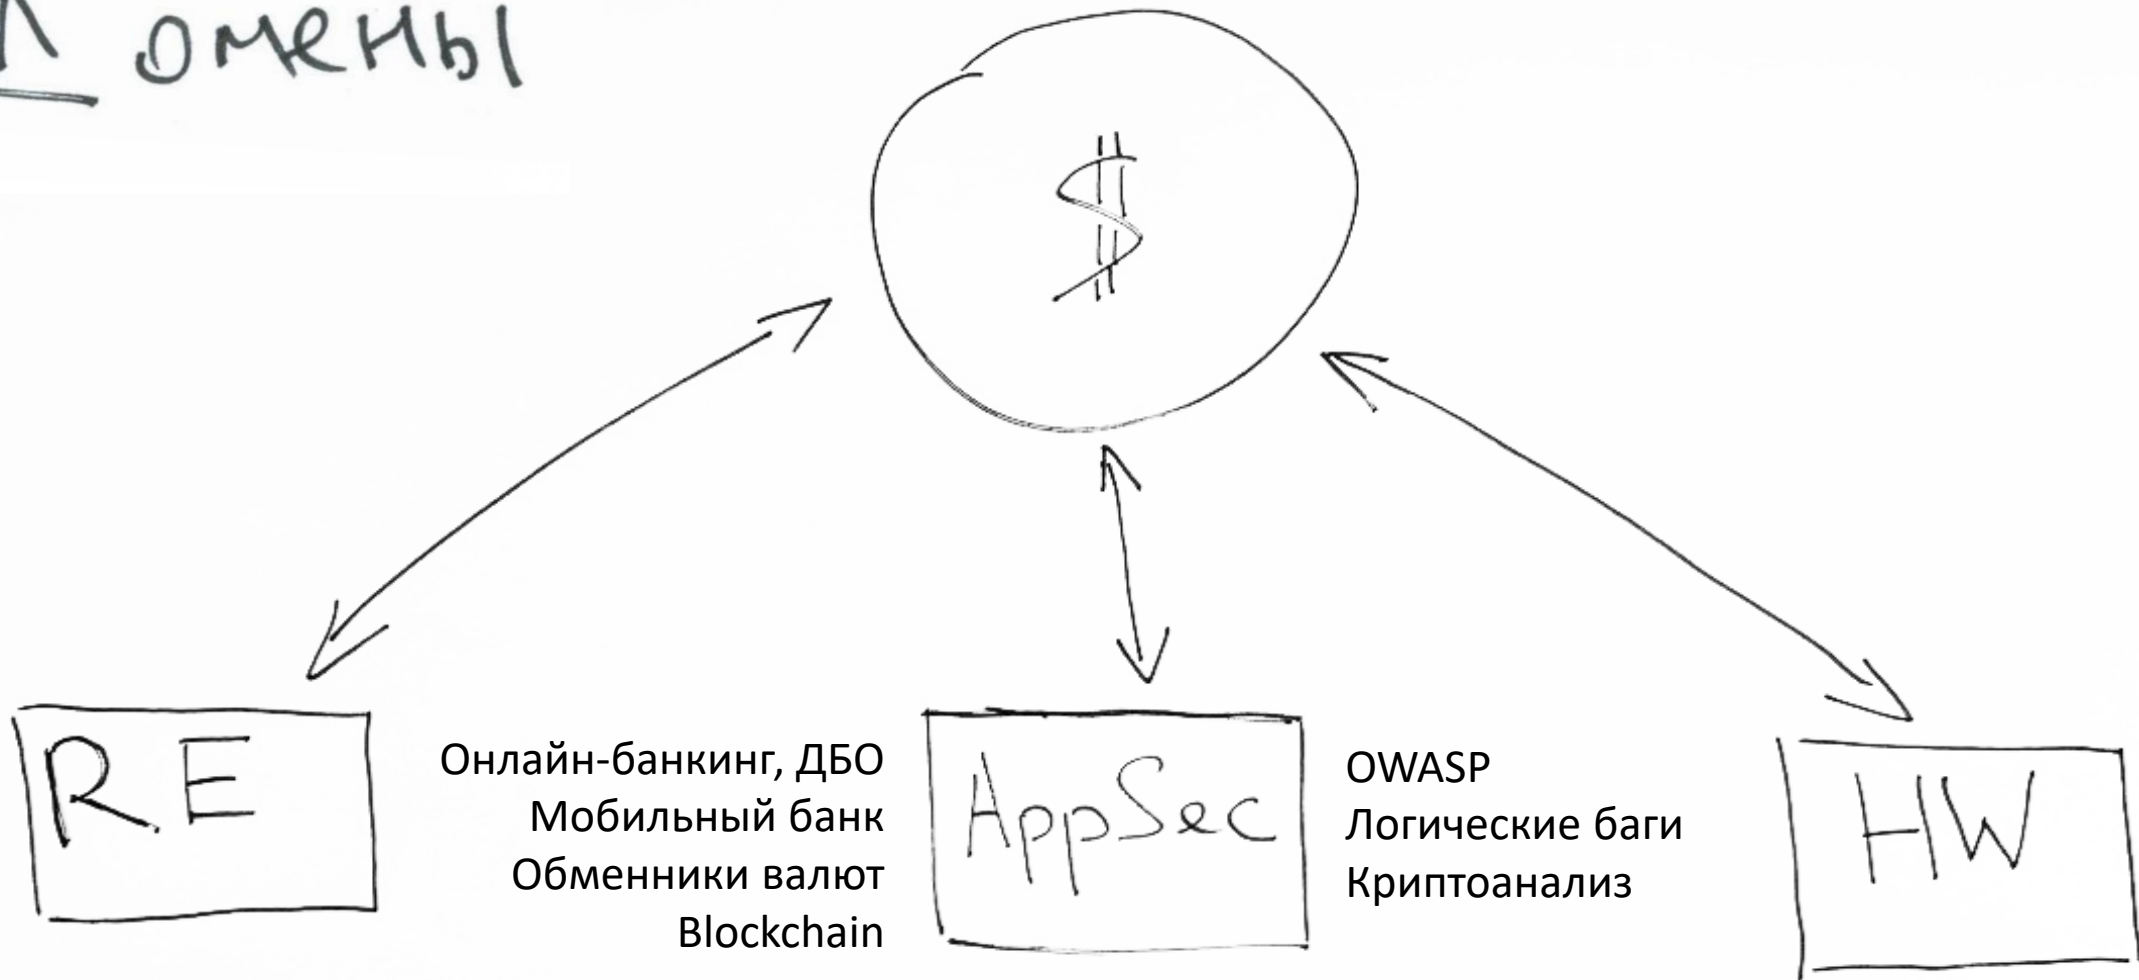 Домены
$
RE
Онлайн-банкинг, ДБО
Мобильный банк
Обменники валют
Blockchain
AppSec
OWASP
Логические баги
Криптоанализ
HW